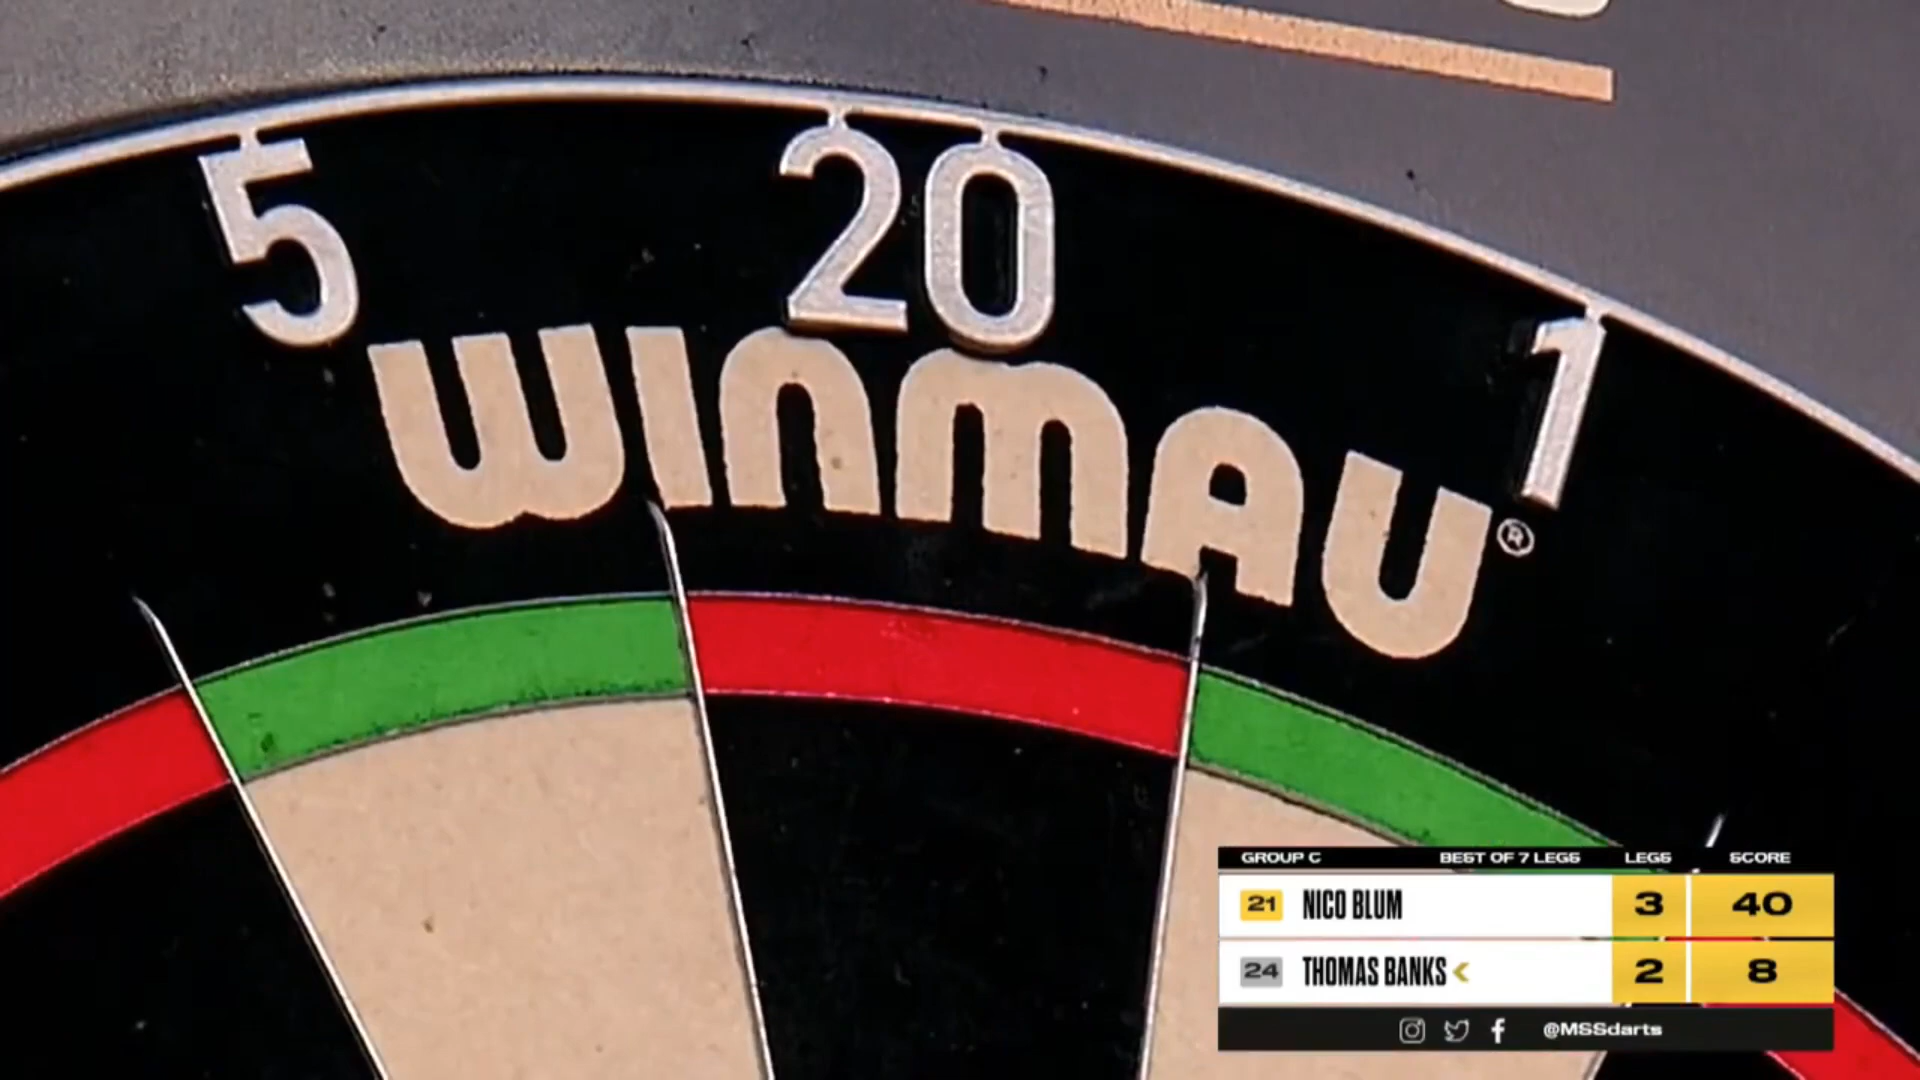 5 20 1
WINMAU®
GROUP C BEST OF 7 LEGS LEGS SCORE
21 NICO BLUM 3 40
24 THOMAS BANKS 2 8
@MSSdarts